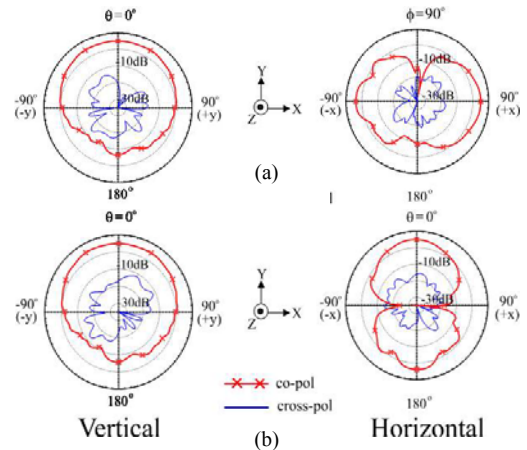 θ=0°
ϕ=90°
-10dB
-10dB
-90°
(-y)
30dB
90°
(+y)
Y
Z
X
-90°
(-x)
-30dB
90°
(+x)
(a)
180°
180°
θ=0°
θ=0°
10dB
-10dB
-90°
(-y)
30dB
90°
(+y)
Y
Z
X
-90°
(-x)
-30dB
90°
(+x)
180°
180°
co-pol
cross-pol
Vertical
Horizontal
(b)